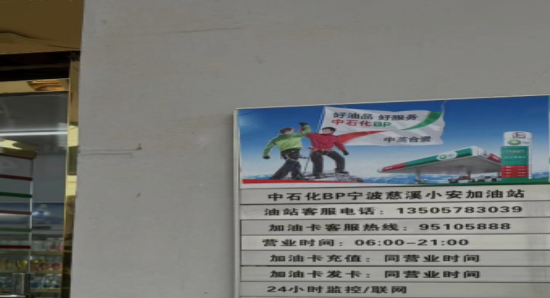 好油品 好服务
中石化BP
中兰合资
中石化BP宁波慈溪小安加油站
油站客服电话：13505783039
加油卡客服热线：95105888
营业时间：06:00-21:00
加油卡充值：同营业时间
加油卡发卡：同营业时间
24小时监控/联网